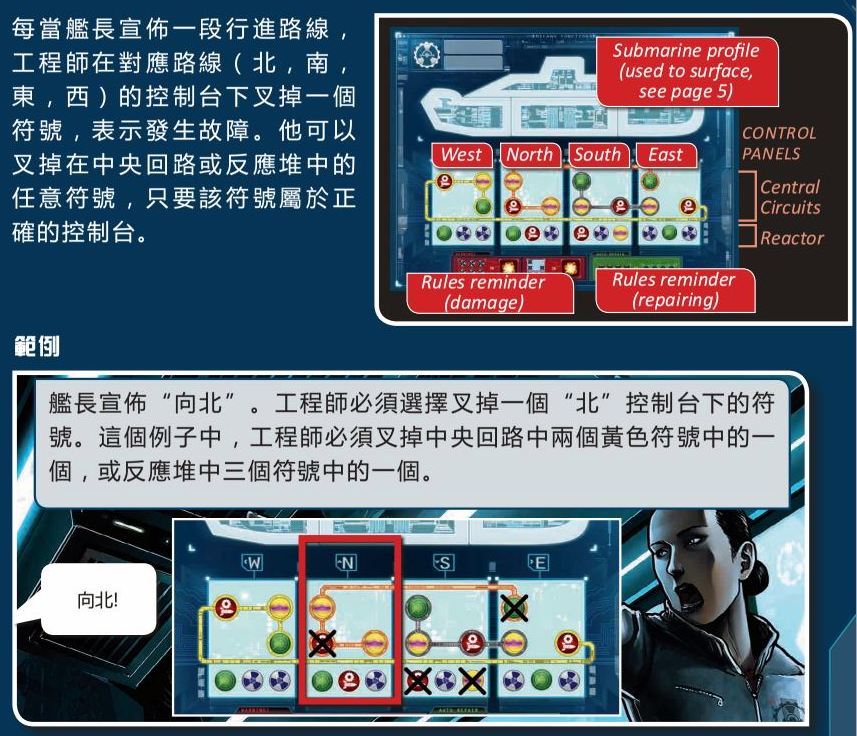 每當艦長宣佈一段行進路線，
工程師在對應路線（北，南，
東，西）的控制台下叉掉一個
符號，表示發生故障。他可以
叉掉在中央回路或反應堆中的
任意符號，只要該符號屬於正
確的控制台。
Submarine profile
(used to surface,
see page 5)
CONTROL
PANELS
West
North
South
East
Central
Circuits
Reactor
Rules reminder
(damage)
Rules reminder
(repairing)
範例
艦長宣佈“向北”。工程師必須選擇叉掉一個“北”控制台下的符
號。這個例子中，工程師必須叉掉中央回路中兩個黃色符號中的一
個，或反應堆中三個符號中的一個。
向北!
W
N
S
E
WARNING!
AUTO REPAIR